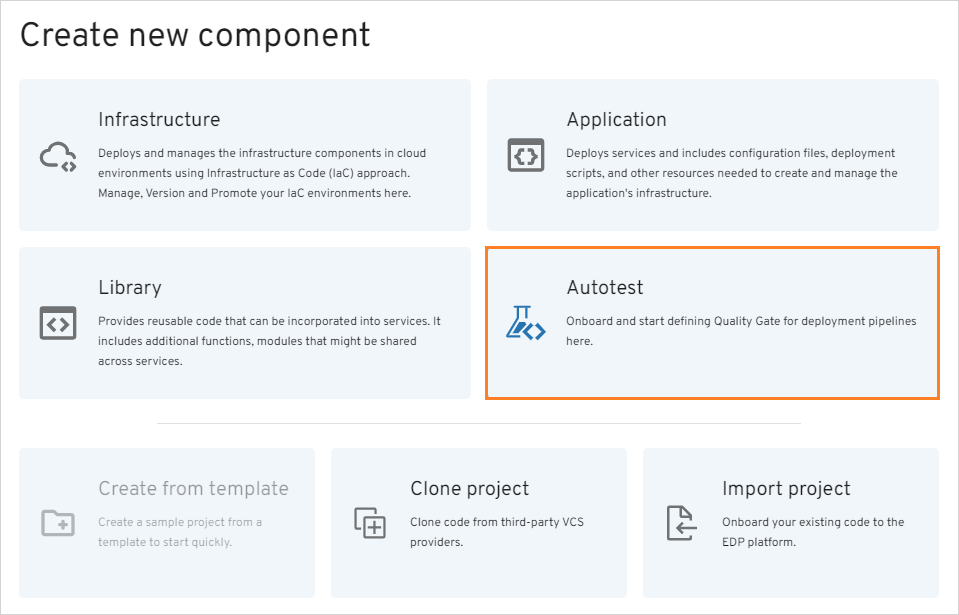 Create new component
Infrastructure
Deploys and manages the infrastructure components in cloud
environments using Infrastructure as Code (IaC) approach.
Manage, Version and Promote your IaC environments here.
Application
Deploys services and includes configuration files, deployment
scripts, and other resources needed to create and manage the
application's infrastructure.
Library
Provides reusable code that can be incorporated into services. It
includes additional functions, modules that might be shared
across services.
Autotest
Onboard and start defining Quality Gate for deployment pipelines
here.
Create from template
Create a sample project from a
template to start quickly.
Clone project
Clone code from third-party VCS
providers.
Import project
Onboard your existing code to the
EDP platform.